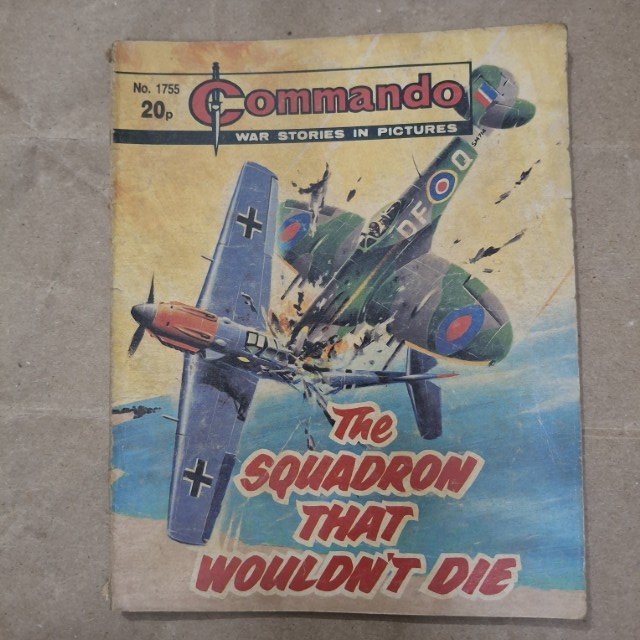 No. 1755
20p
Commando
WAR STORIES IN PICTURES
DF Q
The
SQUADRON
THAT
WOULDN'T DIE